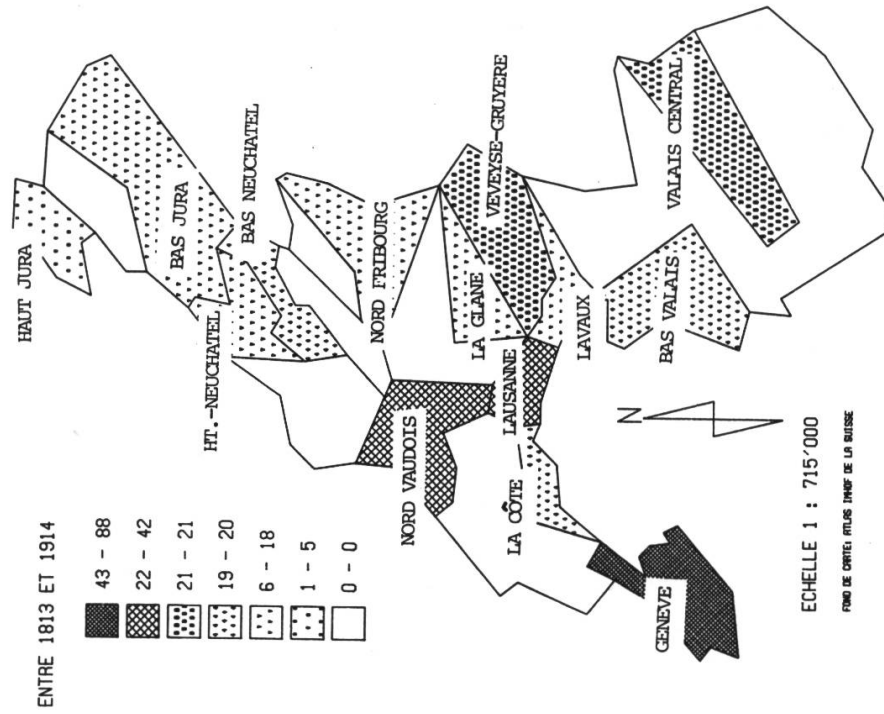 ENTRE 1813 ET 1914
43 - 88
22 - 42
21 - 21
19 - 20
6 - 18
1 - 5
0 - 0
HAUT JURA
BAS JURA
BAS NEUCHATEL
HT.-NEUCHATEL
NORD FRIBOURG
VEVEYSE-GRUYERE
LA GLANE
NORD VAUDOIS
LAUSANNE
LAVAUX
LA CÔTE
VALAIS CENTRAL
BAS VALAIS
GENEVE
N
ECHELLE 1 : 715'000
FOND DE CARTE: ATLAS IMHOF DE LA SUISSE